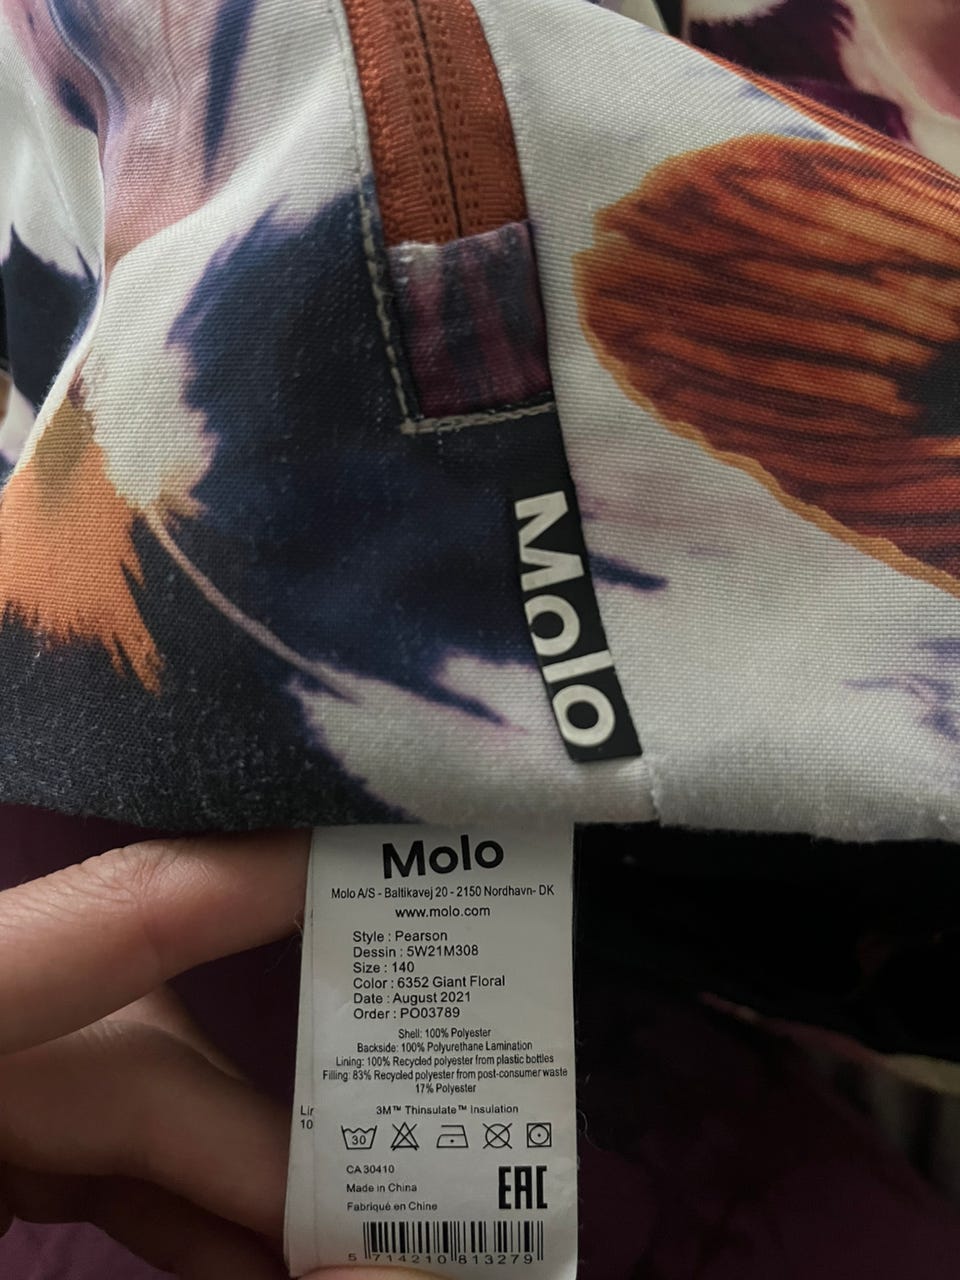 Molo
Molo
Molo A/S - Baltikavej 20 - 2150 Nordhavn- DK
www.molo.com
Style : Pearson
Dessin : 5W21M308
Size : 140
Color : 6352 Giant Floral
Date : August 2021
Order : PO03789
Shell: 100% Polyester
Backside: 100% Polyurethane Lamination
Lining: 100% Recycled polyester from plastic bottles
Filling: 83% Recycled polyester from post-consumer waste
17% Polyester
3M™ Thinsulate™ Insulation
Lir
10
30
CA 30410
Made in China
Fabriqué en Chine
EAC
5 714210 813279